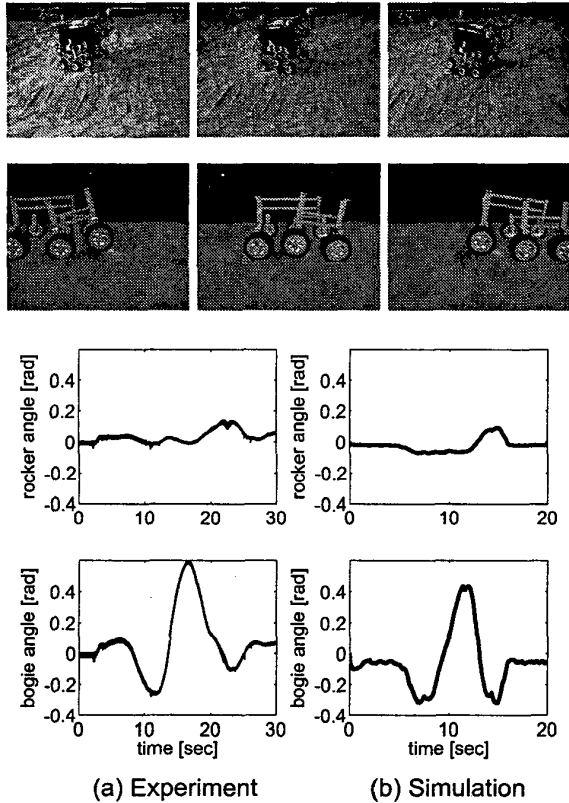 rocker angle [rad]
0.4
0.2
0
-0.2
-0.4
0 10 20 30
rocker angle [rad]
0.4
0.2
0
-0.2
-0.4
0 10 20
bogie angle [rad]
0.4
0.2
0
-0.2
-0.4
0 10 20 30
time [sec]
bogie angle [rad]
0.4
0.2
0
-0.2
-0.4
0 10 20
time [sec]
(a) Experiment
(b) Simulation